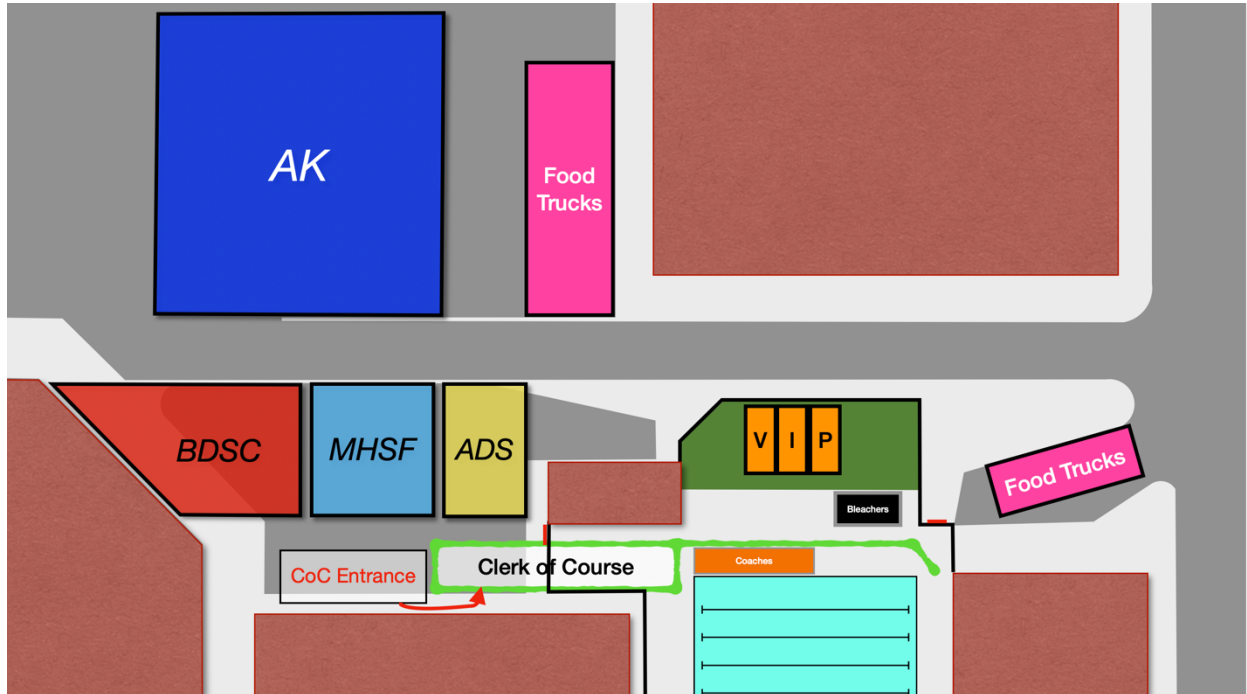 AK
Food
Trucks
BDSC
MHSF
ADS
V I P
Food Trucks
Bleachers
CoC Entrance
Clerk of Course
Coaches